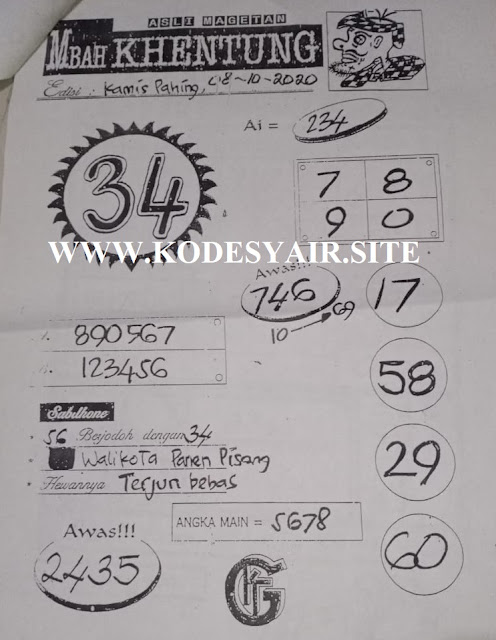 ASLI MAGETAN
MBAH KHENTUNG
Edisi : Kamis Pahing, 08-10-2020
Ai = 234
34
7 8
9 0
WWW.KODESYAIR.SITE
Awas!!!
746
10 → 69
17
890567
123456
58
Sabdhone
56 Berjodoh dengan 34
Walikota Panen Pisang
Hewannya Terjun bebas
29
ANGKA MAIN = 5678
Awas!!!
2435
60